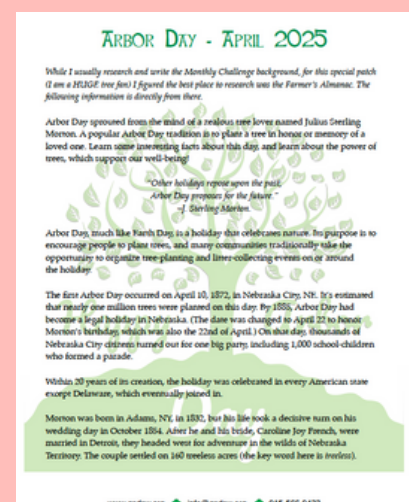 ARBOR DAY - APRIL 2025
While I usually research and write the Monthly Challenge background, for this special patch
(I am a HUGE tree fan) I figured the best place to research was the Farmer's Almanac. The
following information is directly from there.
Arbor Day sprouted from the mind of a zealous tree lover named Julius Sterling
Morton. A popular Arbor Day tradition is to plant a tree in honor or memory of a
loved one. Learn some interesting facts about this day, and learn about the power of
trees, which support our well-being!
"Other holidays repose upon the past,
Arbor Day proposes for the future."
–J. Sterling Morton.
Arbor Day, much like Earth Day, is a holiday that celebrates nature. Its purpose is to
encourage people to plant trees, and many communities traditionally take the
opportunity to organize tree-planting and litter-collecting events on or around
the holiday.
The first Arbor Day occurred on April 10, 1872, in Nebraska City, NE. It's estimated
that nearly one million trees were planted on this day. By 1885, Arbor Day had
become a legal holiday in Nebraska. (The date was changed to April 22 to honor
Morton's birthday, which was also the 22nd of April.) On that day, thousands of
Nebraska City citizens turned out for one big party, including 1,000 school-children
who formed a parade.
Within 20 years of its creation, the holiday was celebrated in every American state
except Delaware, which eventually joined in.
Morton was born in Adams, NY, in 1832, but his life took a decisive turn on his
wedding day in October 1854. After he and his bride, Caroline Joy French, were
married in Detroit, they headed west for adventure in the wilds of Nebraska
Territory. The couple settled on 160 treeless acres (the key word here is treeless).